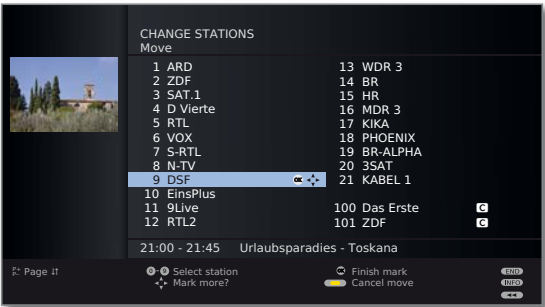 CHANGE STATIONS
Move
1 ARD
2 ZDF
3 SAT.1
4 D Vierte
5 RTL
6 VOX
7 S-RTL
8 N-TV
9 DSF OK
10 EinsPlus
11 9Live
12 RTL2
13 WDR 3
14 BR
15 HR
16 MDR 3
17 KIKA
18 PHOENIX
19 BR-ALPHA
20 3SAT
21 KABEL 1
100 Das Erste C
101 ZDF C
21:00 - 21:45 Urlaubsparadies - Toskana
P+ P- Page
0-9 Select station
Mark more?
OK Finish mark
Cancel move
END
INFO